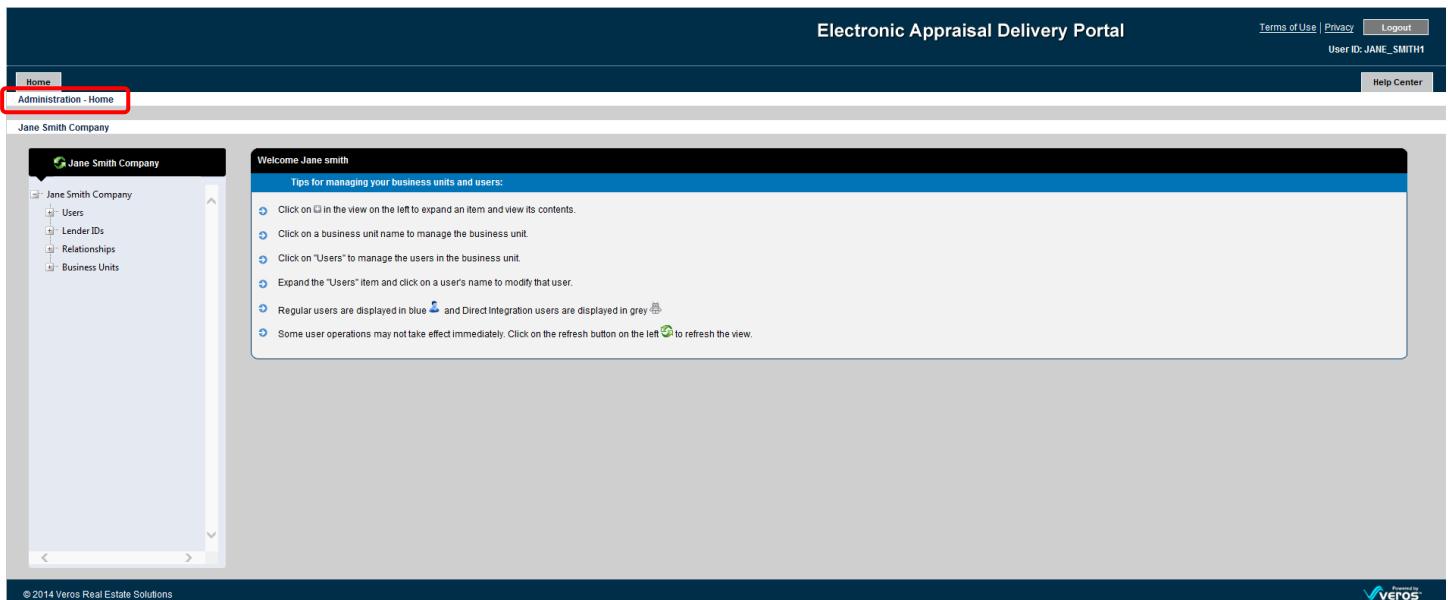 Electronic Appraisal Delivery Portal
Terms of Use | Privacy
Logout
User ID: JANE_SMITH1
Home
Help Center
Administration - Home
Jane Smith Company
Jane Smith Company
Jane Smith Company
Users
Lender IDs
Relationships
Business Units
Welcome Jane smith
Tips for managing your business units and users:
Click on in the view on the left to expand an item and view its contents.
Click on a business unit name to manage the business unit.
Click on "Users" to manage the users in the business unit.
Expand the "Users" item and click on a user's name to modify that user.
Regular users are displayed in blue and Direct Integration users are displayed in grey
Some user operations may not take effect immediately. Click on the refresh button on the left to refresh the view.
© 2014 Veros Real Estate Solutions
Powered by
veros